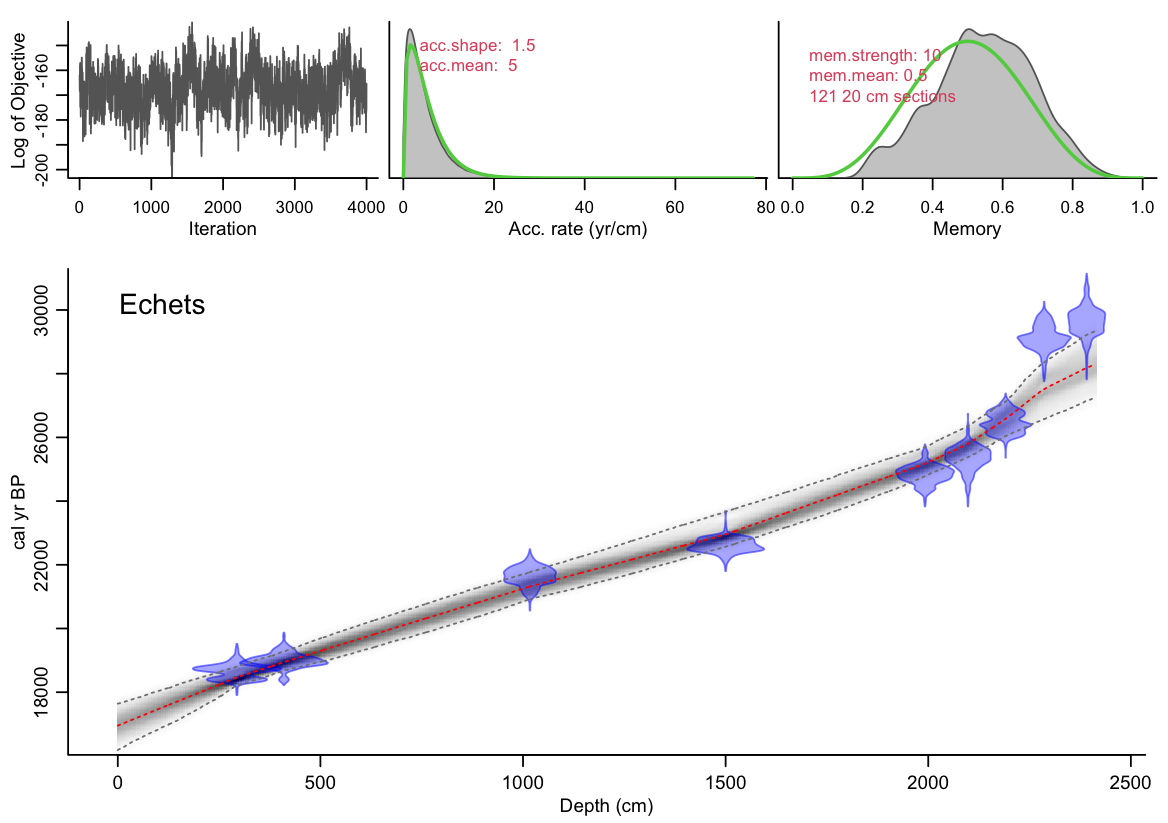 Log of Objective
-160
-180
-200
0 1000 2000 3000 4000
Iteration
acc.shape: 1.5
acc.mean: 5
0 20 40 60 80
Acc. rate (yr/cm)
mem.strength: 10
mem.mean: 0.5
121 20 cm sections
0.0 0.2 0.4 0.6 0.8 1.0
Memory
Echets
cal yr BP
30000
26000
22000
18000
0 500 1000 1500 2000 2500
Depth (cm)